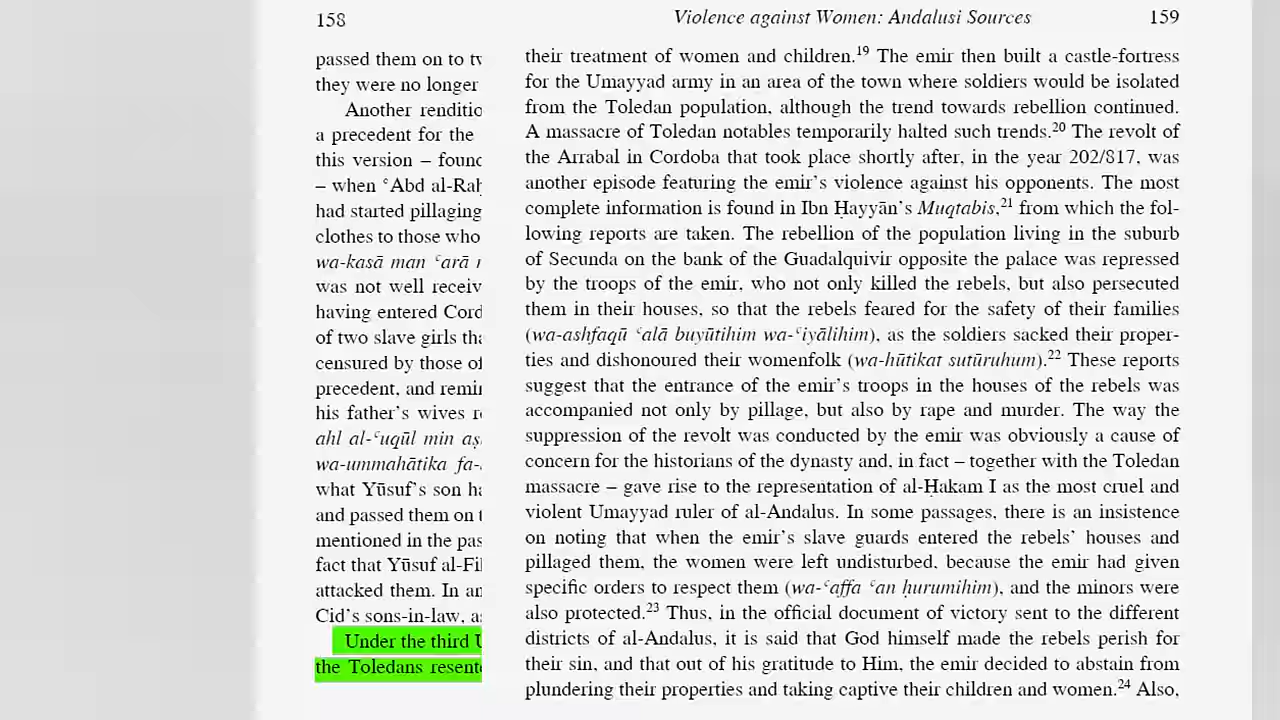 158
passed them on to
they were no longer
Another
a precedent for the
this version – found
– when ʿAbd
had started pillaging
clothes to those who
wa-kasā man ʿarā
was not well
having entered
of two slave girls
censured by those of
precedent, and
his father’s wives
ahl al-ʿuqūl min
wa-ummahātika
what Yūsuf’s son
and passed them on
mentioned in the
fact that Yūsuf
attacked them. In
Cid’s sons-in-law,
Under the third
the Toledans
Violence against Women: Andalusi Sources 159
their treatment of women and children.19 The emir then built a castle-fortress
for the Umayyad army in an area of the town where soldiers would be isolated
from the Toledan population, although the trend towards rebellion continued.
A massacre of Toledan notables temporarily halted such trends.20 The revolt of
the Arrabal in Cordoba that took place shortly after, in the year 202/817, was
another episode featuring the emir’s violence against his opponents. The most
complete information is found in Ibn Ḥayyān’s Muqtabis,21 from which the fol-
lowing reports are taken. The rebellion of the population living in the suburb
of Secunda on the bank of the Guadalquivir opposite the palace was repressed
by the troops of the emir, who not only killed the rebels, but also persecuted
them in their houses, so that the rebels feared for the safety of their families
(wa-ashfaqū ʿalā buyūtihim wa-ʿiyālihim), as the soldiers sacked their proper-
ties and dishonoured their womenfolk (wa-hūtikat sutūruhum).22 These reports
suggest that the entrance of the emir’s troops in the houses of the rebels was
accompanied not only by pillage, but also by rape and murder. The way the
suppression of the revolt was conducted by the emir was obviously a cause of
concern for the historians of the dynasty and, in fact – together with the Toledan
massacre – gave rise to the representation of al-Ḥakam I as the most cruel and
violent Umayyad ruler of al-Andalus. In some passages, there is an insistence
on noting that when the emir’s slave guards entered the rebels’ houses and
pillaged them, the women were left undisturbed, because the emir had given
specific orders to respect them (wa-ʿaffa ʿan ḥurumihim), and the minors were
also protected.23 Thus, in the official document of victory sent to the different
districts of al-Andalus, it is said that God himself made the rebels perish for
their sin, and that out of his gratitude to Him, the emir decided to abstain from
plundering their properties and taking captive their children and women.24 Also,